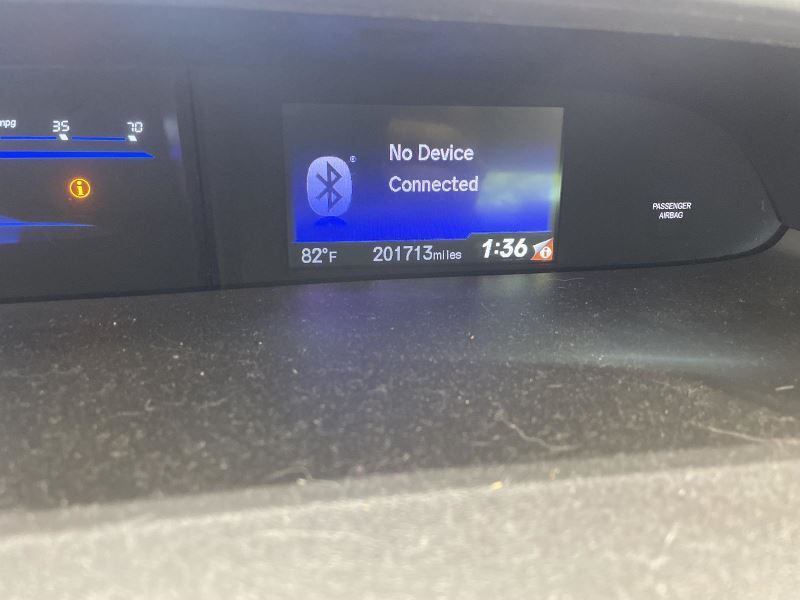 mpg 35 70
No Device
Connected
PASSENGER
AIRBAG
82°F 201713miles 1:36